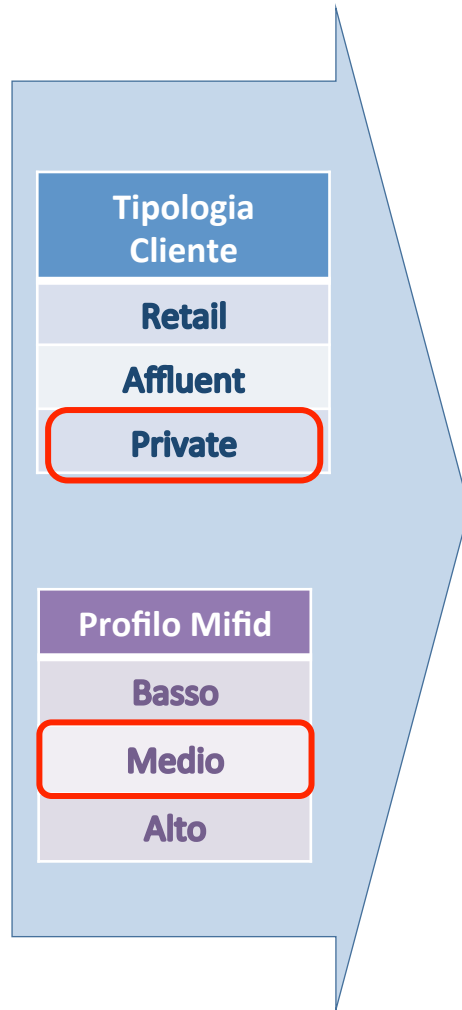 Tipologia
Cliente
Retail
Affluent
Private
Profilo Mifid
Basso
Medio
Alto